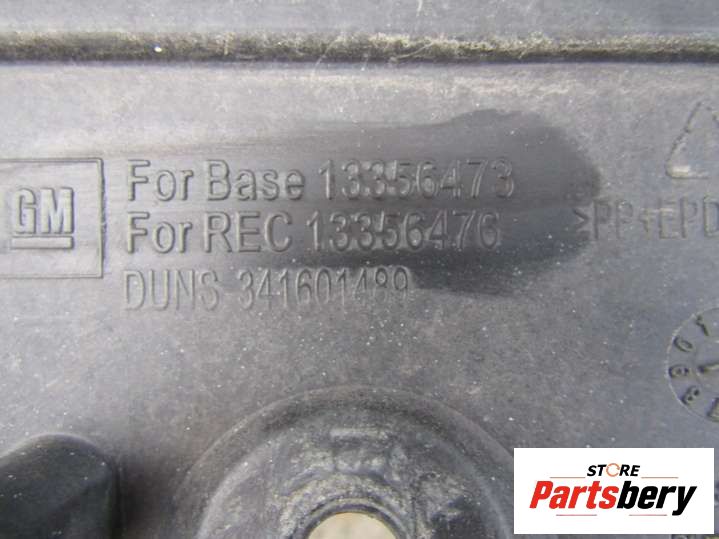 GM
For Base 13356473
For REC 13356476
DUNS 341601489
>PP+EPD
STORE
Partsbery